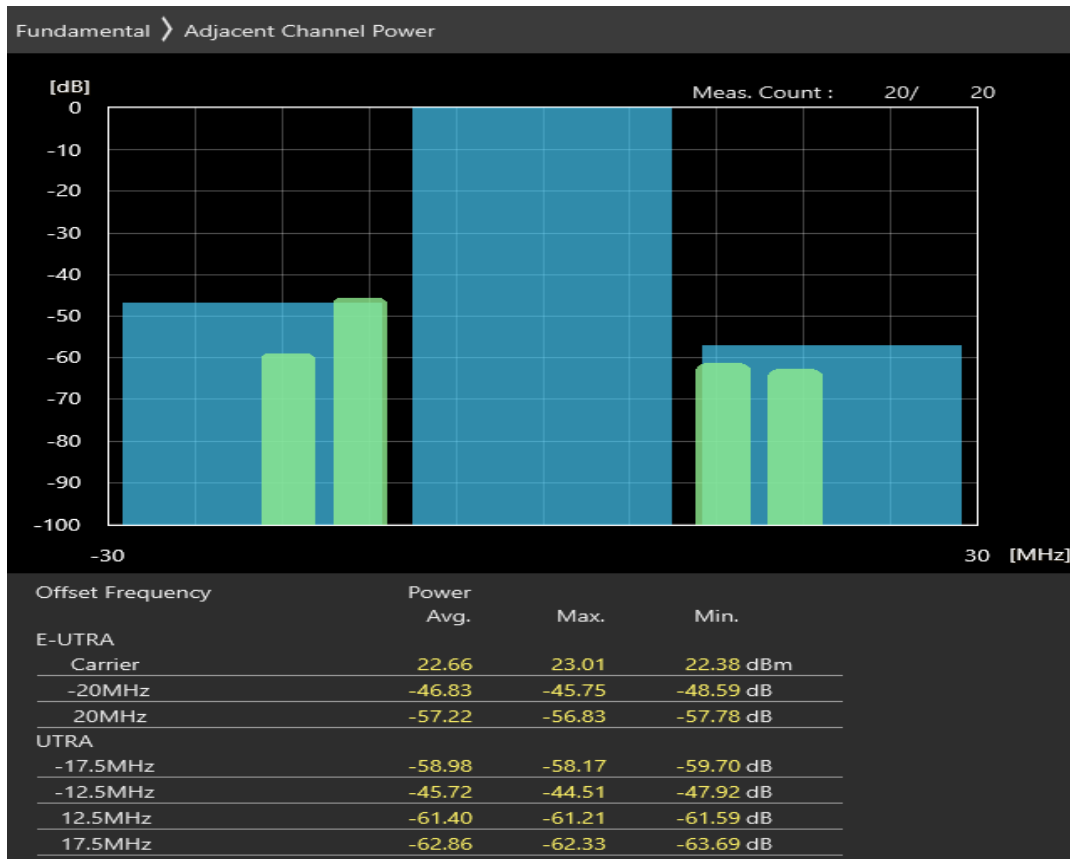 Fundamental ❯ Adjacent Channel Power
[dB]
Meas. Count : 20/ 20
0
-10
-20
-30
-40
-50
-60
-70
-80
-90
-100
-30 30 [MHz]
Offset Frequency Power
Avg. Max. Min.
E-UTRA
Carrier 22.66 23.01 22.38 dBm
-20MHz -46.83 -45.75 -48.59 dB
20MHz -57.22 -56.83 -57.78 dB
UTRA
-17.5MHz -58.98 -58.17 -59.70 dB
-12.5MHz -45.72 -44.51 -47.92 dB
12.5MHz -61.40 -61.21 -61.59 dB
17.5MHz -62.86 -62.33 -63.69 dB